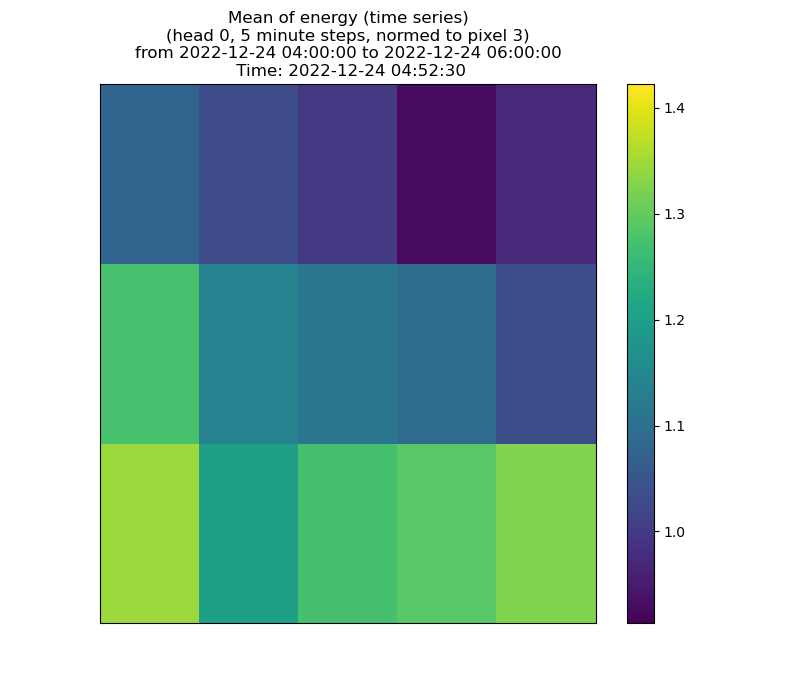 Mean of energy (time series)
(head 0, 5 minute steps, normed to pixel 3)
from 2022-12-24 04:00:00 to 2022-12-24 06:00:00
Time: 2022-12-24 04:52:30
1.4
1.3
1.2
1.1
1.0